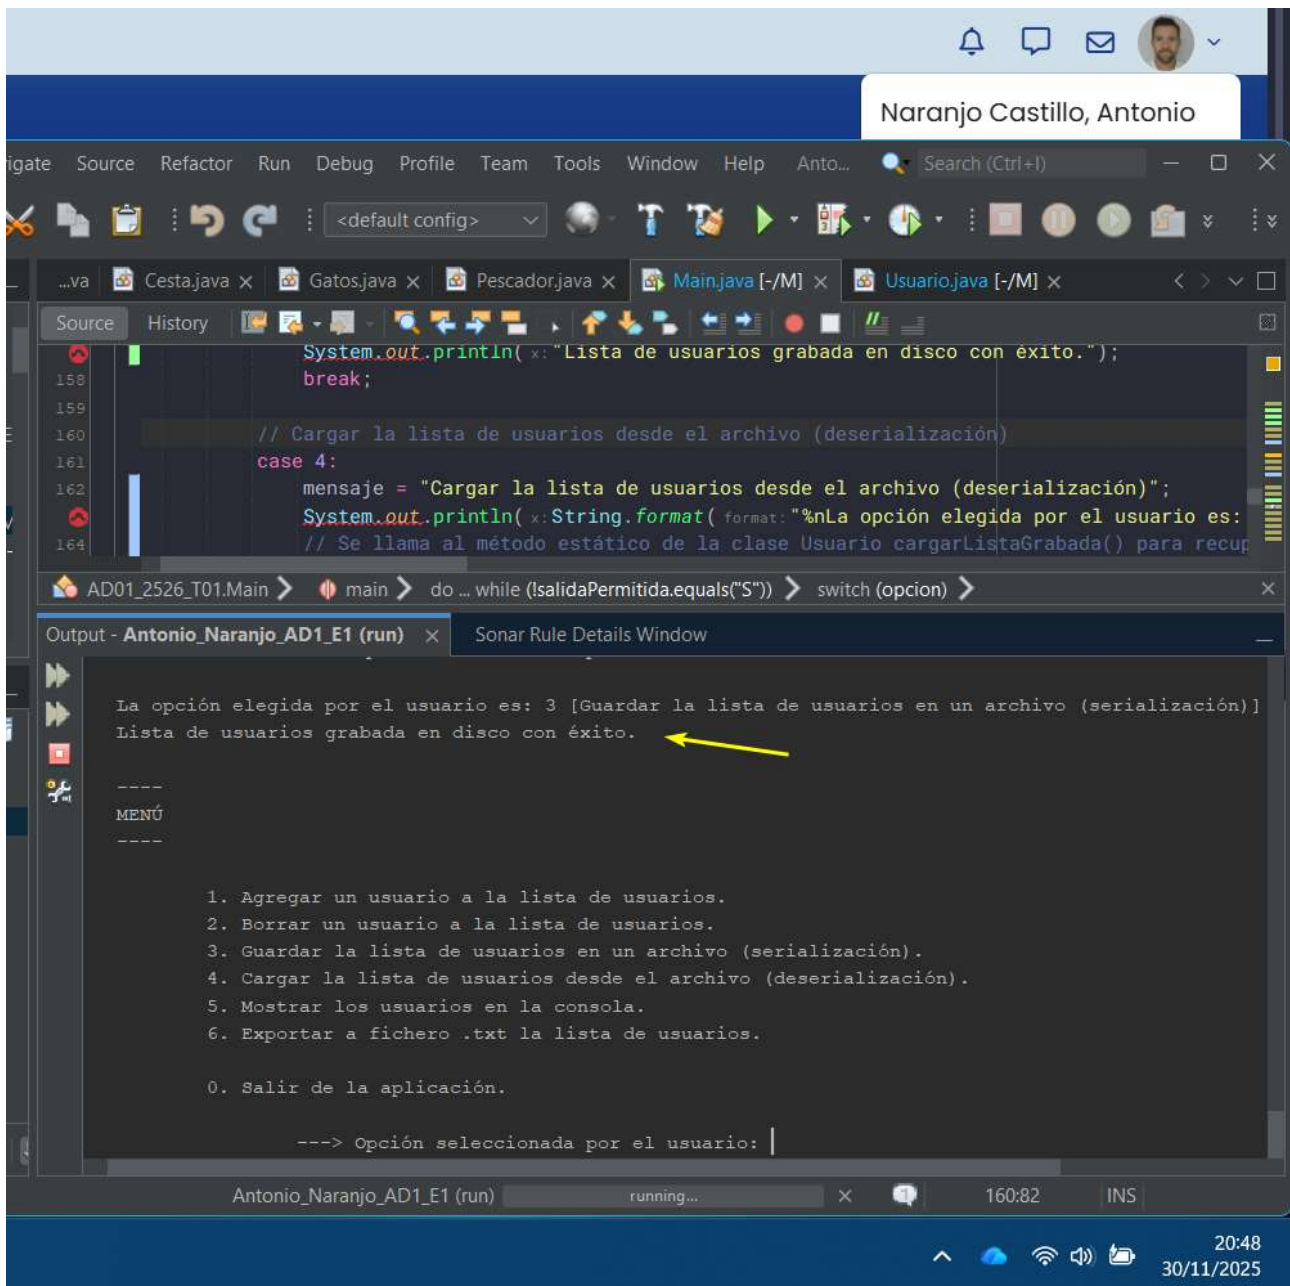 Naranjo Castillo, Antonio
Source Refactor Run Debug Profile Team Tools Window Help Anto... Search (Ctrl+I)
<default config>
...va Cesta.java Gatos.java Pescador.java Main.java [-/M] Usuario.java [-/M]
Source History
System.out.println( x: "Lista de usuarios grabada en disco con éxito.");
158 break;
159
160 // Cargar la lista de usuarios desde el archivo (deserialización)
161 case 4:
162 mensaje = "Cargar la lista de usuarios desde el archivo (deserialización)";
System.out.println( x: String.format( format: "%nLa opción elegida por el usuario es:
164 // Se llama al método estático de la clase Usuario cargarListaGrabada() para recup
AD01_2526_T01.Main main do ... while (!salidaPermitida.equals("S")) switch (opcion)
Output - Antonio_Naranjo_AD1_E1 (run) Sonar Rule Details Window
La opción elegida por el usuario es: 3 [Guardar la lista de usuarios en un archivo (serialización)]
Lista de usuarios grabada en disco con éxito.
----
MENÚ
----
1. Agregar un usuario a la lista de usuarios.
2. Borrar un usuario a la lista de usuarios.
3. Guardar la lista de usuarios en un archivo (serialización).
4. Cargar la lista de usuarios desde el archivo (deserialización).
5. Mostrar los usuarios en la consola.
6. Exportar a fichero .txt la lista de usuarios.
0. Salir de la aplicación.
---> Opción seleccionada por el usuario:
Antonio_Naranjo_AD1_E1 (run) running... 1 160:82 INS
20:48
30/11/2025